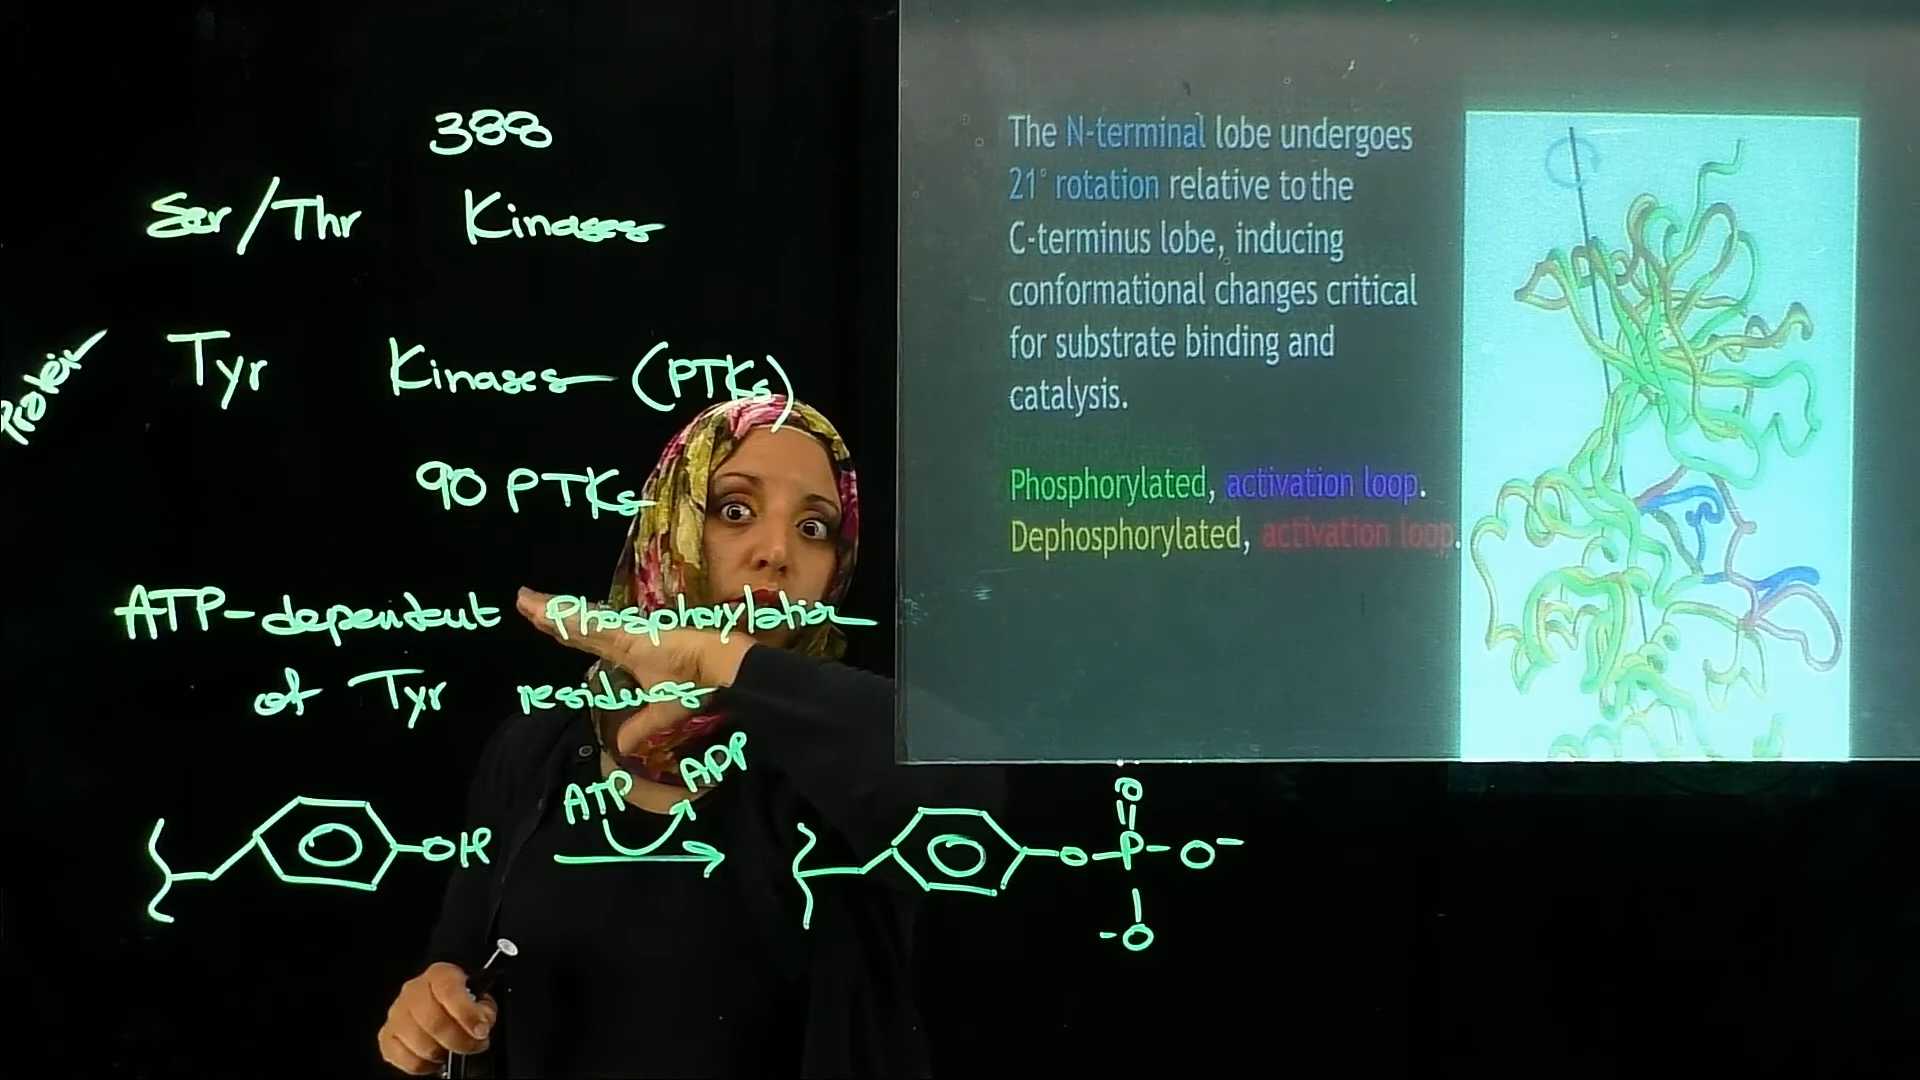 388
Ser/Thr Kinases
Protein Tyr Kinases (PTKs)
90 PTKs
ATP-dependent Phosphorylation
of Tyr residues
ATP ADP
OH
O
O-P-O-
-O
The N-terminal lobe undergoes
21° rotation relative to the
C-terminus lobe, inducing
conformational changes critical
for substrate binding and
catalysis.
Phosphorylated, activation loop.
Dephosphorylated, activation loop.